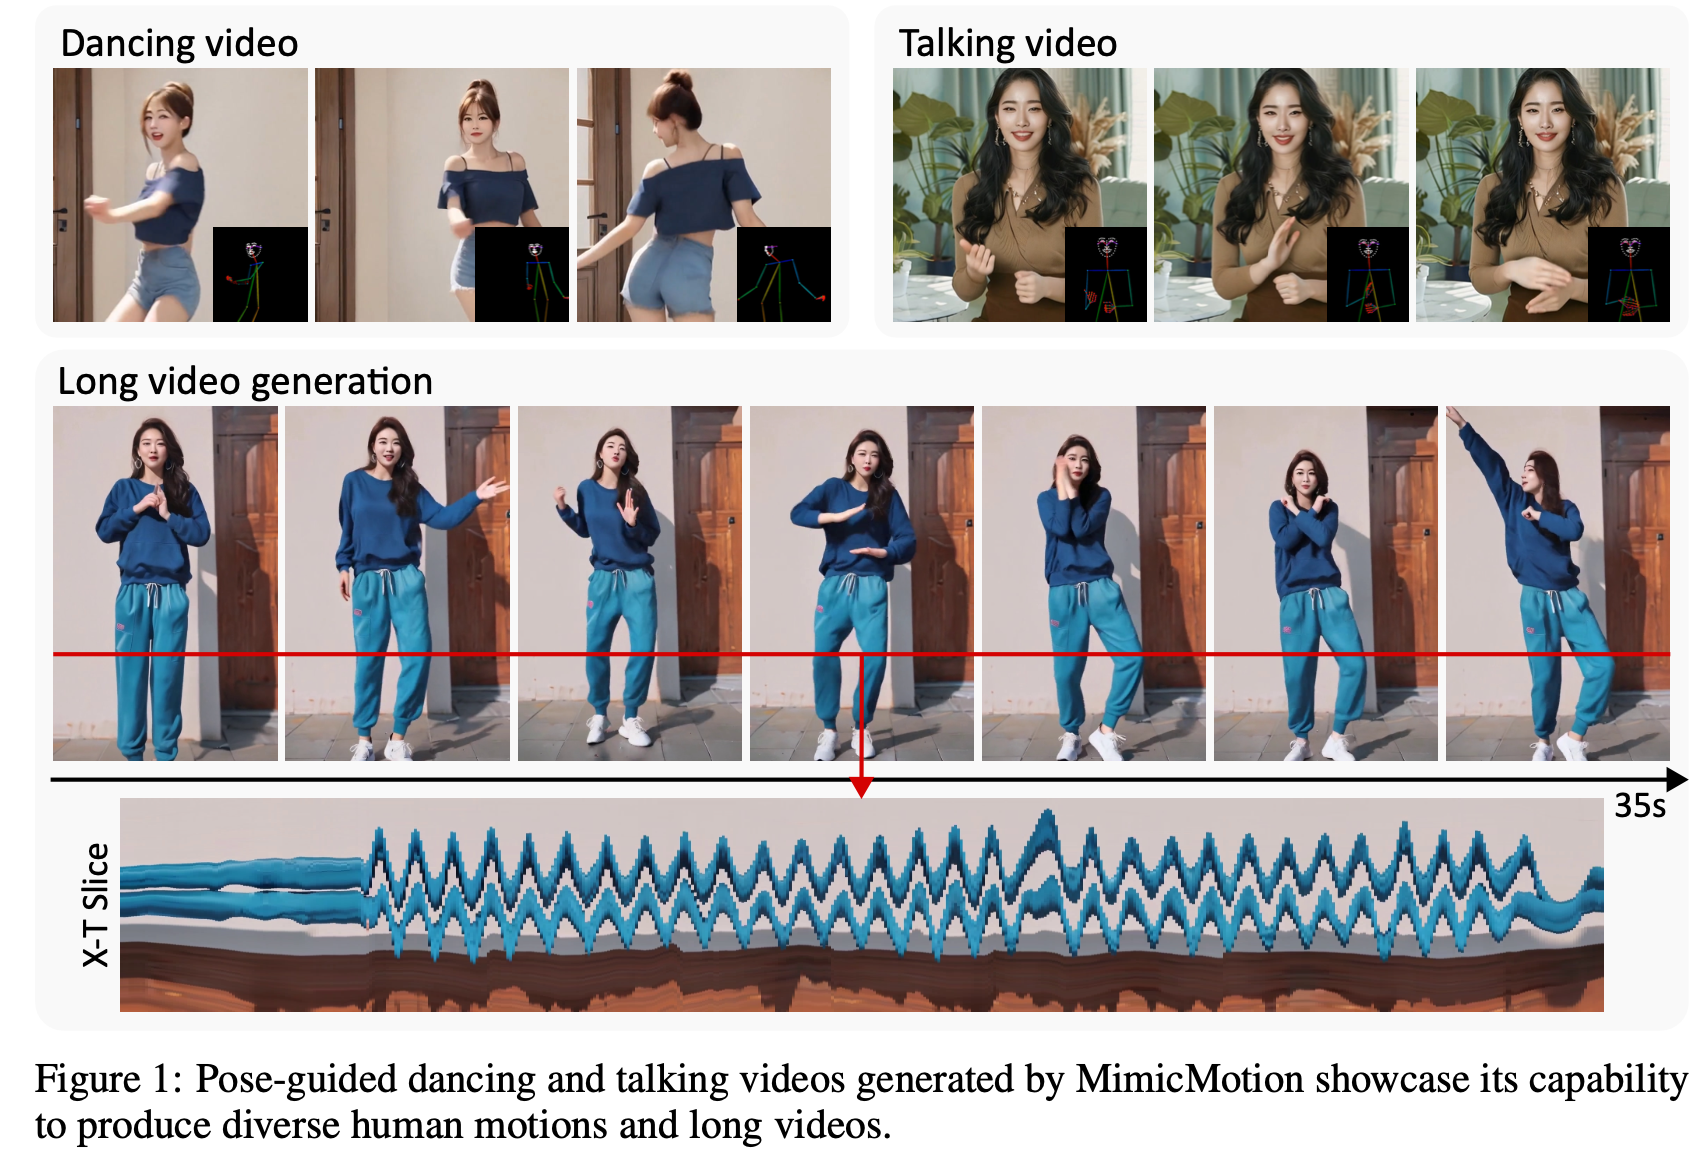 Dancing video
Talking video
Long video generation
35s
X-T Slice
Figure 1: Pose-guided dancing and talking videos generated by MimicMotion showcase its capability
to produce diverse human motions and long videos.